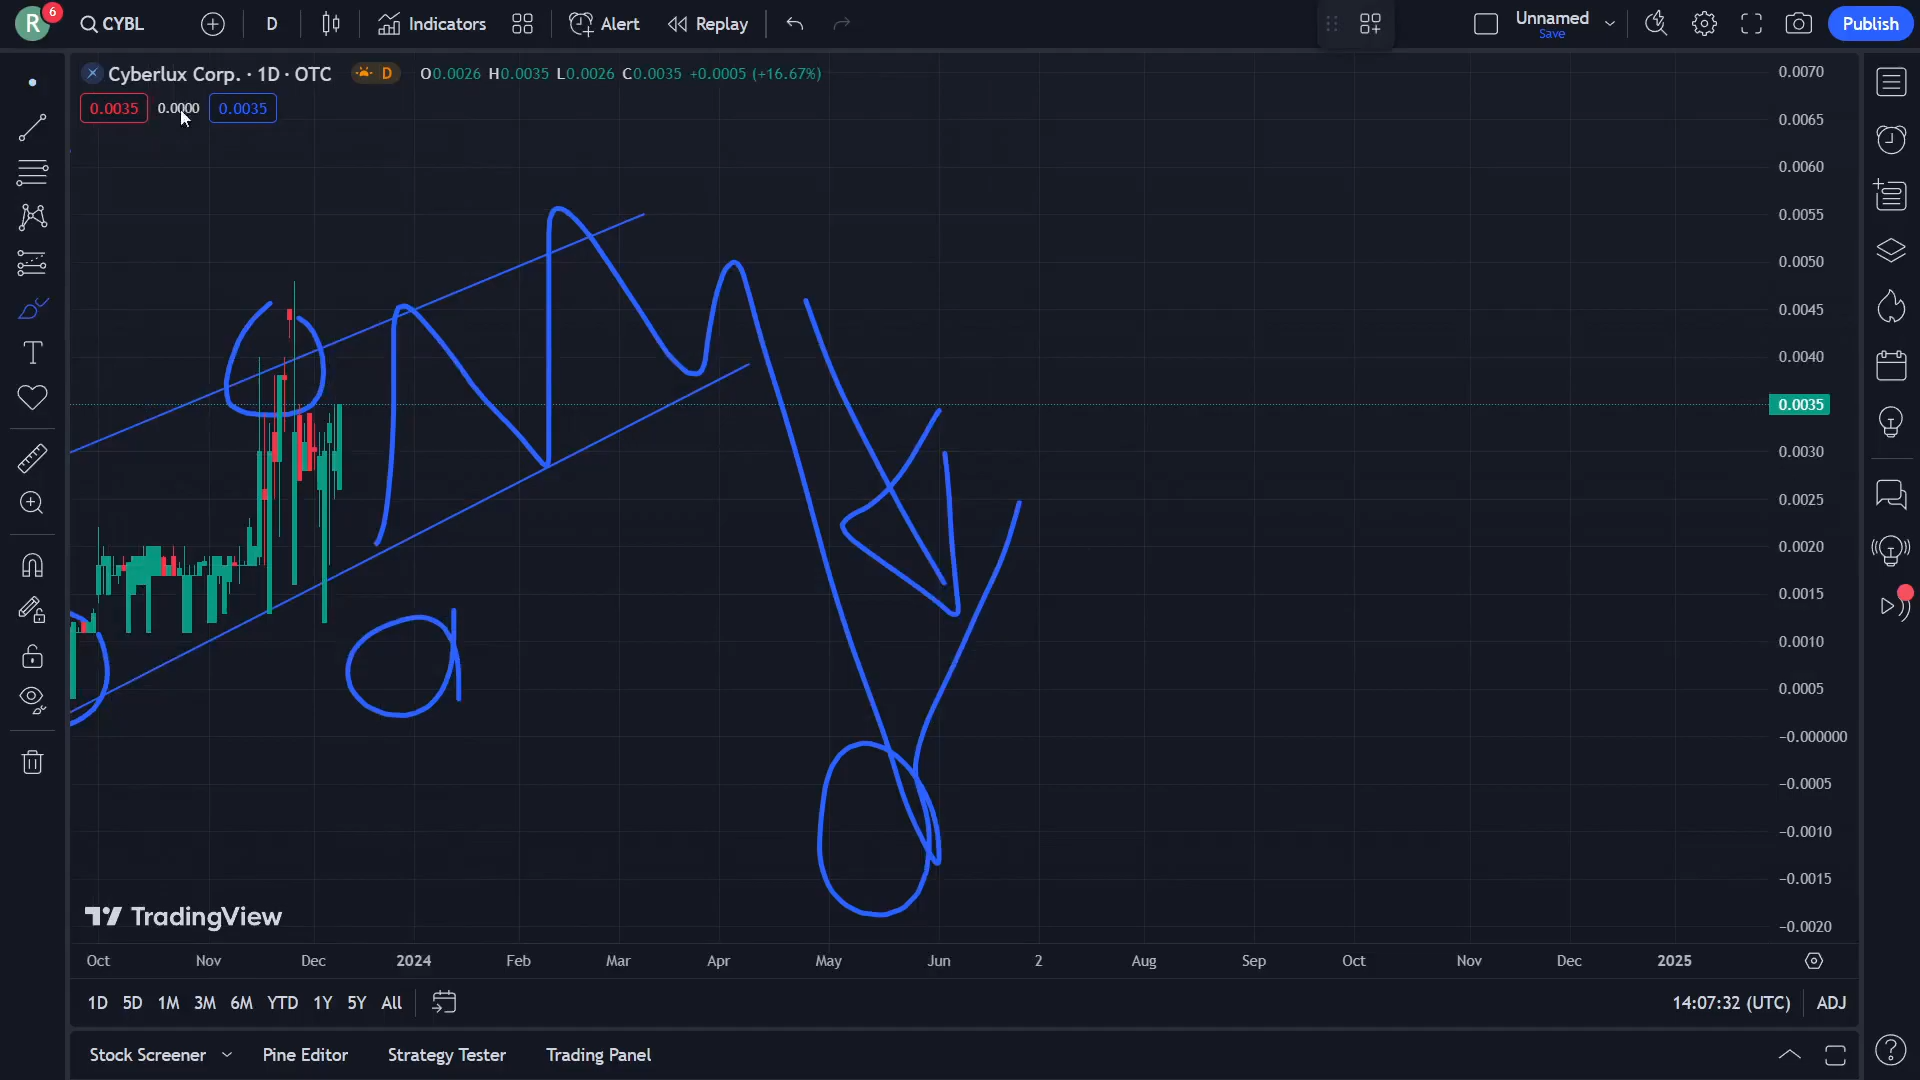 R 6 CYBL D Indicators Alert Replay Unnamed Save Publish
Cyberlux Corp. · 1D · OTC D O0.0026 H0.0035 L0.0026 C0.0035 +0.0005 (+16.67%)
0.0035 0.0000 0.0035
0.0070
0.0065
0.0060
0.0055
0.0050
0.0045
0.0040
0.0035
0.0030
0.0025
0.0020
0.0015
0.0010
0.0005
−0.000000
−0.0005
−0.0010
−0.0015
−0.0020
TradingView
Oct Nov Dec 2024 Feb Mar Apr May Jun 2 Aug Sep Oct Nov Dec 2025
1D 5D 1M 3M 6M YTD 1Y 5Y All 14:07:32 (UTC) ADJ
Stock Screener Pine Editor Strategy Tester Trading Panel